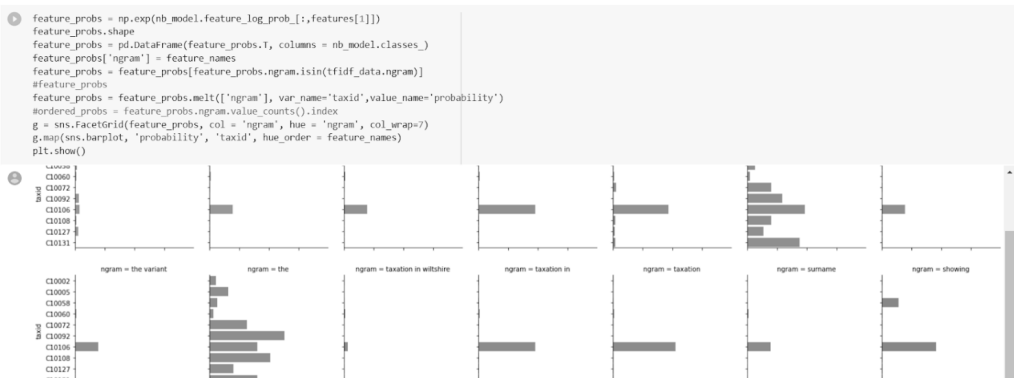 feature_probs = np.exp(nb_model.feature_log_prob_[:,features[1]])
feature_probs.shape
feature_probs = pd.DataFrame(feature_probs.T, columns = nb_model.classes_)
feature_probs['ngram'] = feature_names
feature_probs = feature_probs[feature_probs.ngram.isin(tfidf_data.ngram)]
#feature_probs
feature_probs = feature_probs.melt(['ngram'], var_name='taxid',value_name='probability')
#ordered_probs = feature_probs.ngram.value_counts().index
g = sns.FacetGrid(feature_probs, col = 'ngram', hue = 'ngram', col_wrap=7)
g.map(sns.barplot, 'probability', 'taxid', hue_order = feature_names)
plt.show()
C10058
C10060
C10072
C10092
C10106
C10108
C10127
C10131
taxid
ngram = the variant ngram = the ngram = taxation in wiltshire ngram = taxation in ngram = taxation ngram = surname ngram = showing
C10002
C10005
C10058
C10060
C10072
C10092
C10106
C10108
C10127
taxid